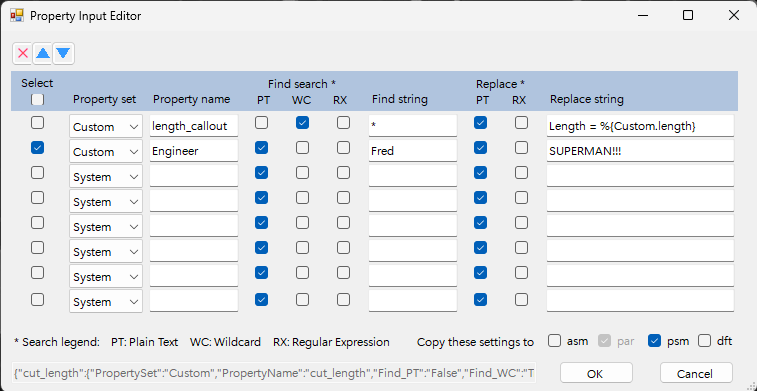 Property Input Editor
Select
Find search *
Replace *
Property set Property name PT WC RX Find string PT RX Replace string
Custom length_callout * Length = %{Custom.length}
Custom Engineer Fred SUPERMAN!!!
System
System
System
System
System
System
* Search legend: PT: Plain Text WC: Wildcard RX: Regular Expression Copy these settings to asm par psm dft
{"cut_length":{"PropertySet":"Custom","PropertyName":"cut_length","Find_PT":"False","Find_WC":"T
OK Cancel